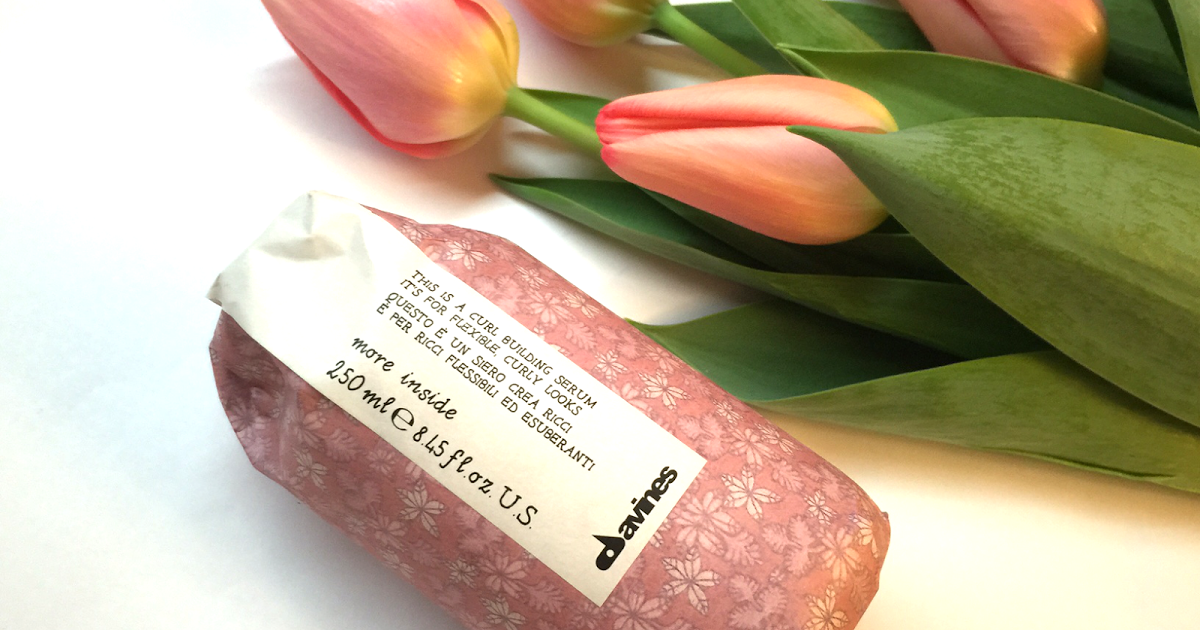 THIS IS A CURL BUILDING SERUM
IT'S FOR FLEXIBLE, CURLY LOOKS
QUESTO È UN SIERO CREA RICCI
È PER RICCI FLESSIBILI ED ESUBERANTI
more inside
250 ml ℮ 8.45 fl.oz. U.S.
davines